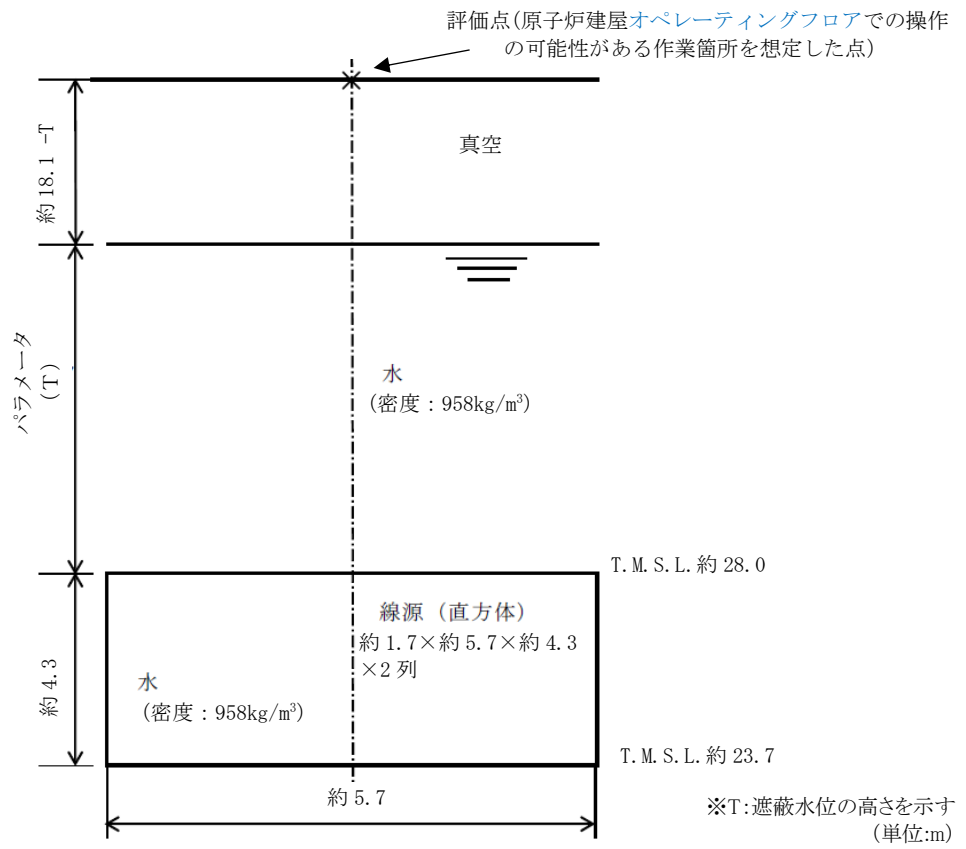 評価点(原子炉建屋オペレーティングフロアでの操作
の可能性がある作業箇所を想定した点)
約18.1 -T
真空
パラメータ
(T)
水
(密度：958kg/m³)
T.M.S.L.約 28.0
線源（直方体）
約 1.7×約 5.7×約 4.3
×2 列
約 4.3
水
(密度：958kg/m³)
T.M.S.L.約 23.7
約 5.7
※T:遮蔽水位の高さを示す
(単位:m)